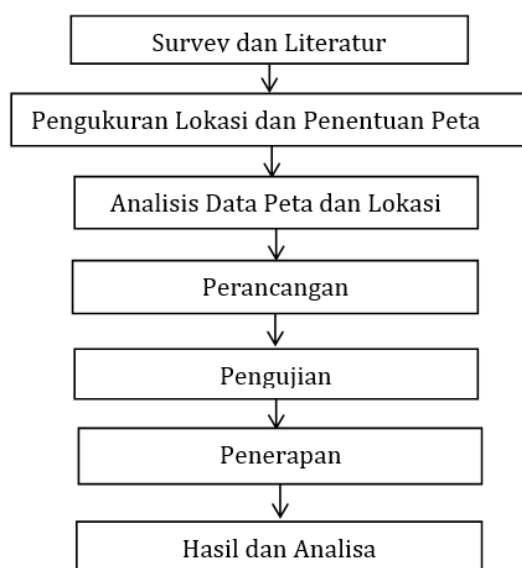 Survey dan Literatur
Pengukuran Lokasi dan Penentuan Peta
Analisis Data Peta dan Lokasi
Perancangan
Pengujian
Penerapan
Hasil dan Analisa